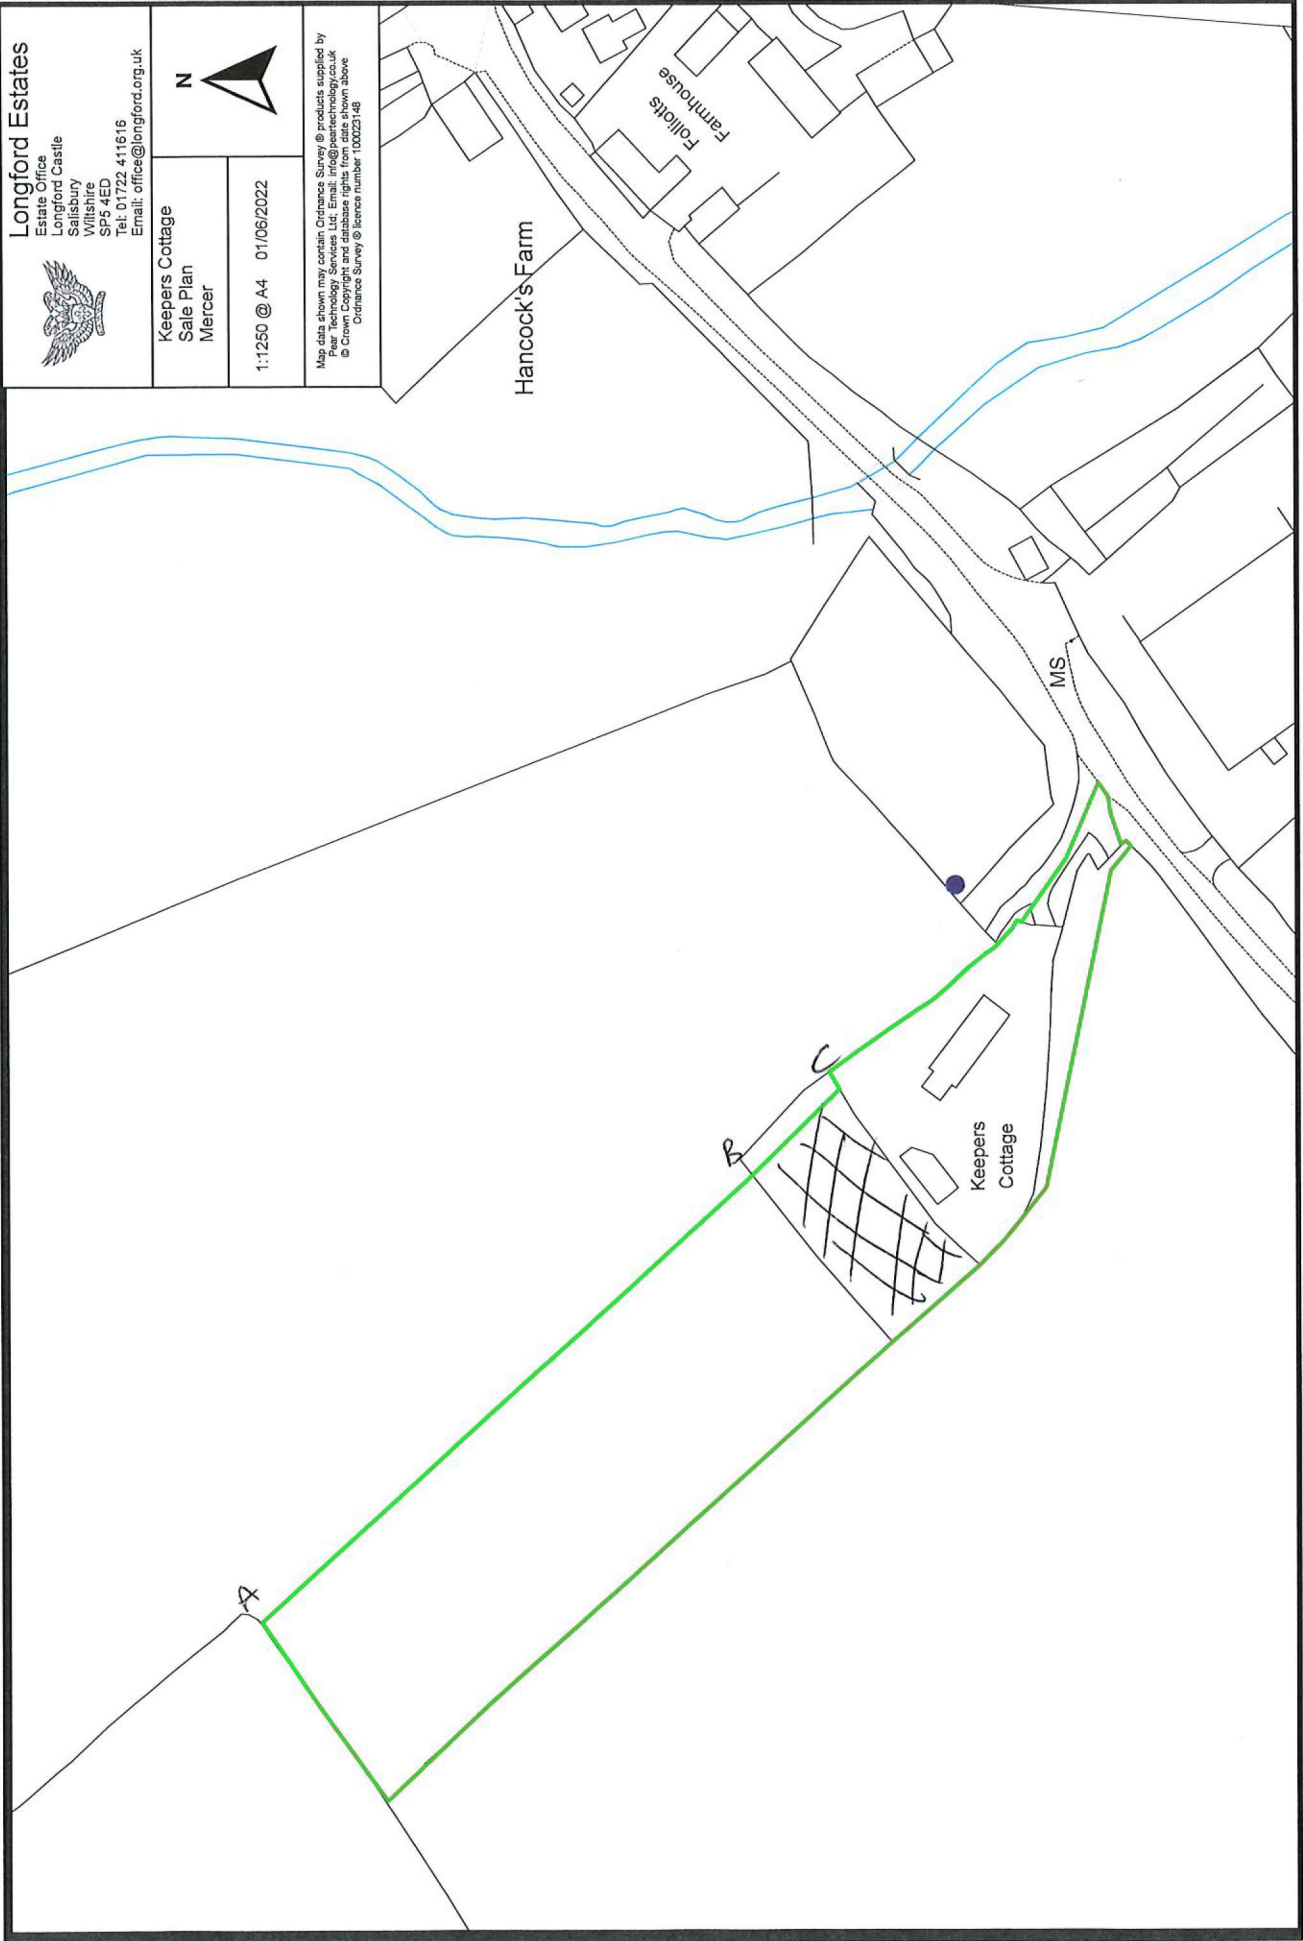 Longford Estates
Estate Office
Longford Castle
Salisbury
Wiltshire
SP5 4ED
Tel: 01722 411616
Email: office@longford.org.uk
Keepers Cottage
Sale Plan
Mercer
N
1:1250 @ A4 01/06/2022
Map data shown may contain Ordnance Survey ® products supplied by
Pear Technology Services Ltd; Email: info@peartechnology.co.uk
© Crown Copyright and database rights from date shown above
Ordnance Survey ® licence number 100023148
Folliotts
Farmhouse
Hancock's Farm
MS
C
B
Keepers
Cottage
A